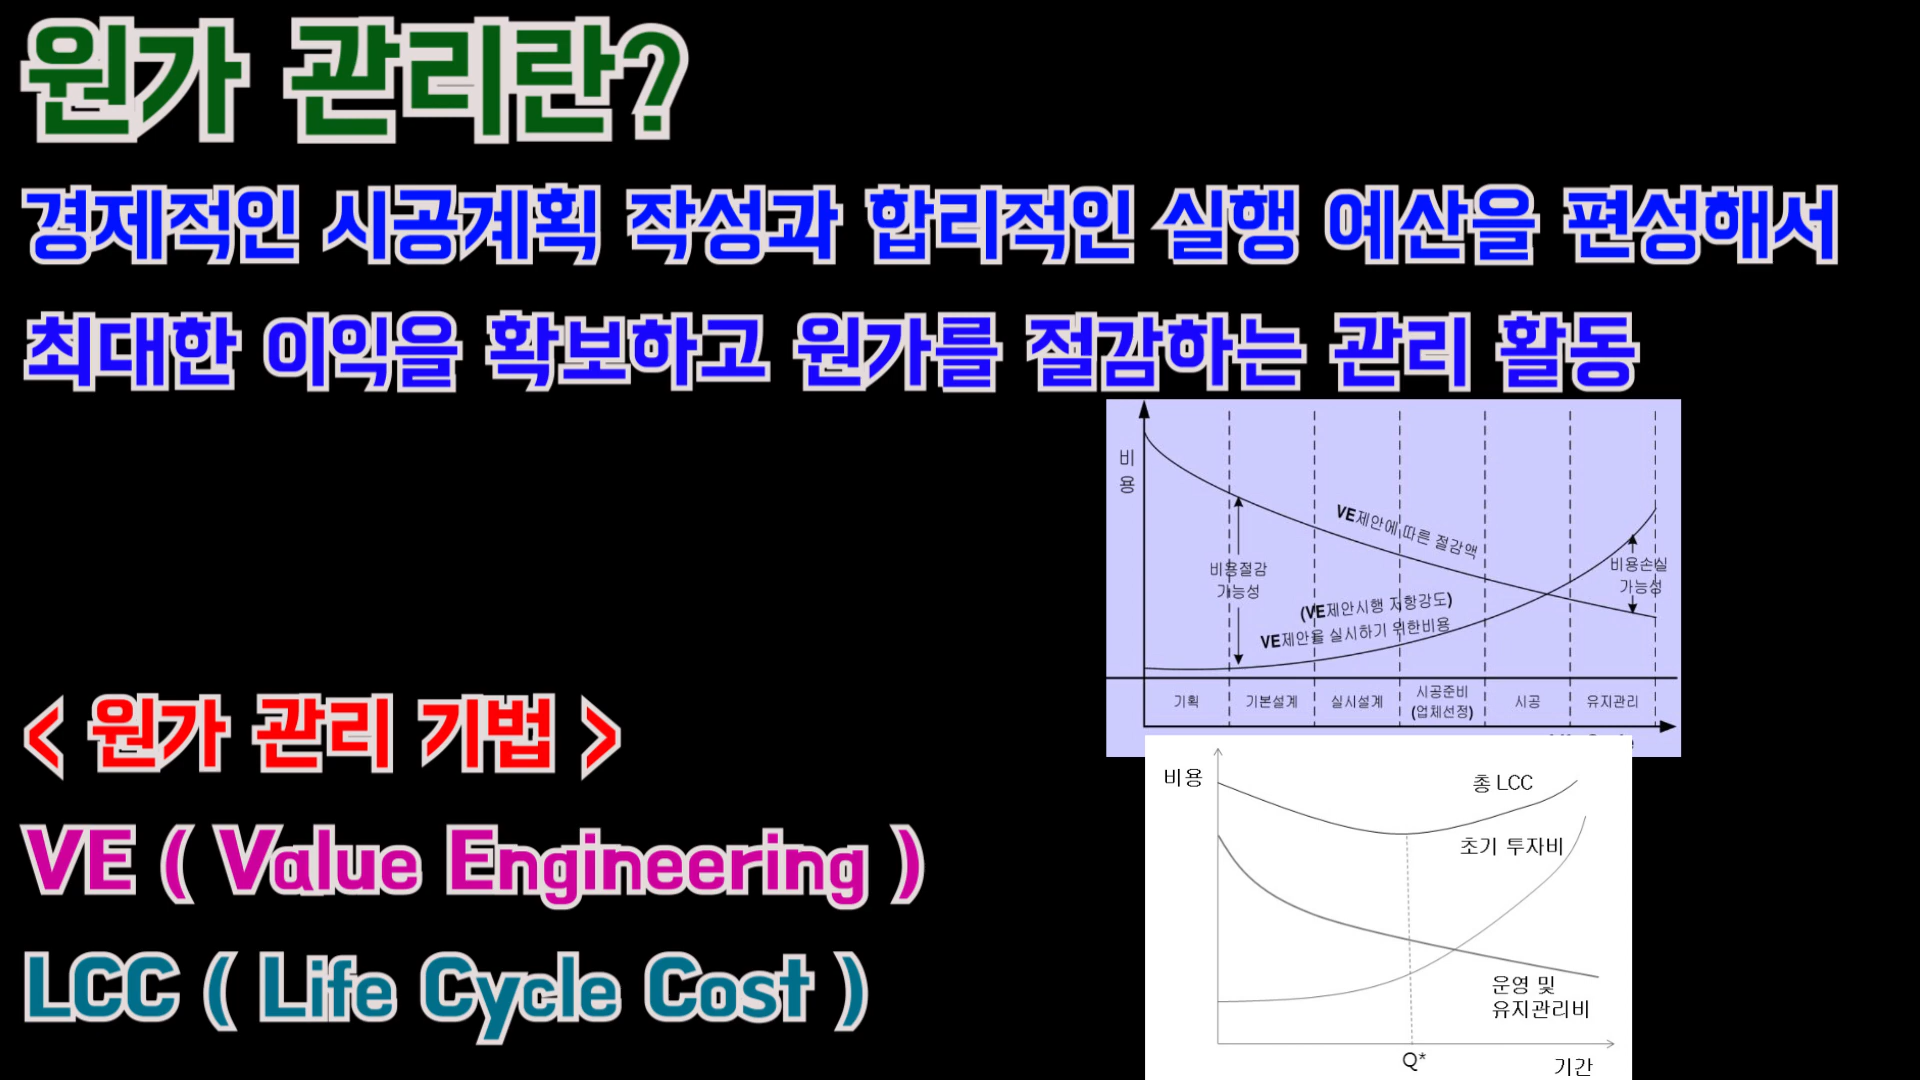 원가 관리란?
경제적인 시공계획 작성과 합리적인 실행 예산을 편성해서
최대한 이익을 확보하고 원가를 절감하는 관리 활동
비용
VE제안에 따른 절감액
비용절감
가능성
비용손실
가능성
(VE제안시행 저항강도)
VE제안을 실시하기 위한비용
기획
기본설계
실시설계
시공준비
(업체선정)
시공
유지관리
< 원가 관리 기법 >
VE ( Value Engineering )
LCC ( Life Cycle Cost )
비용
총 LCC
초기 투자비
운영 및
유지관리비
Q*
기간